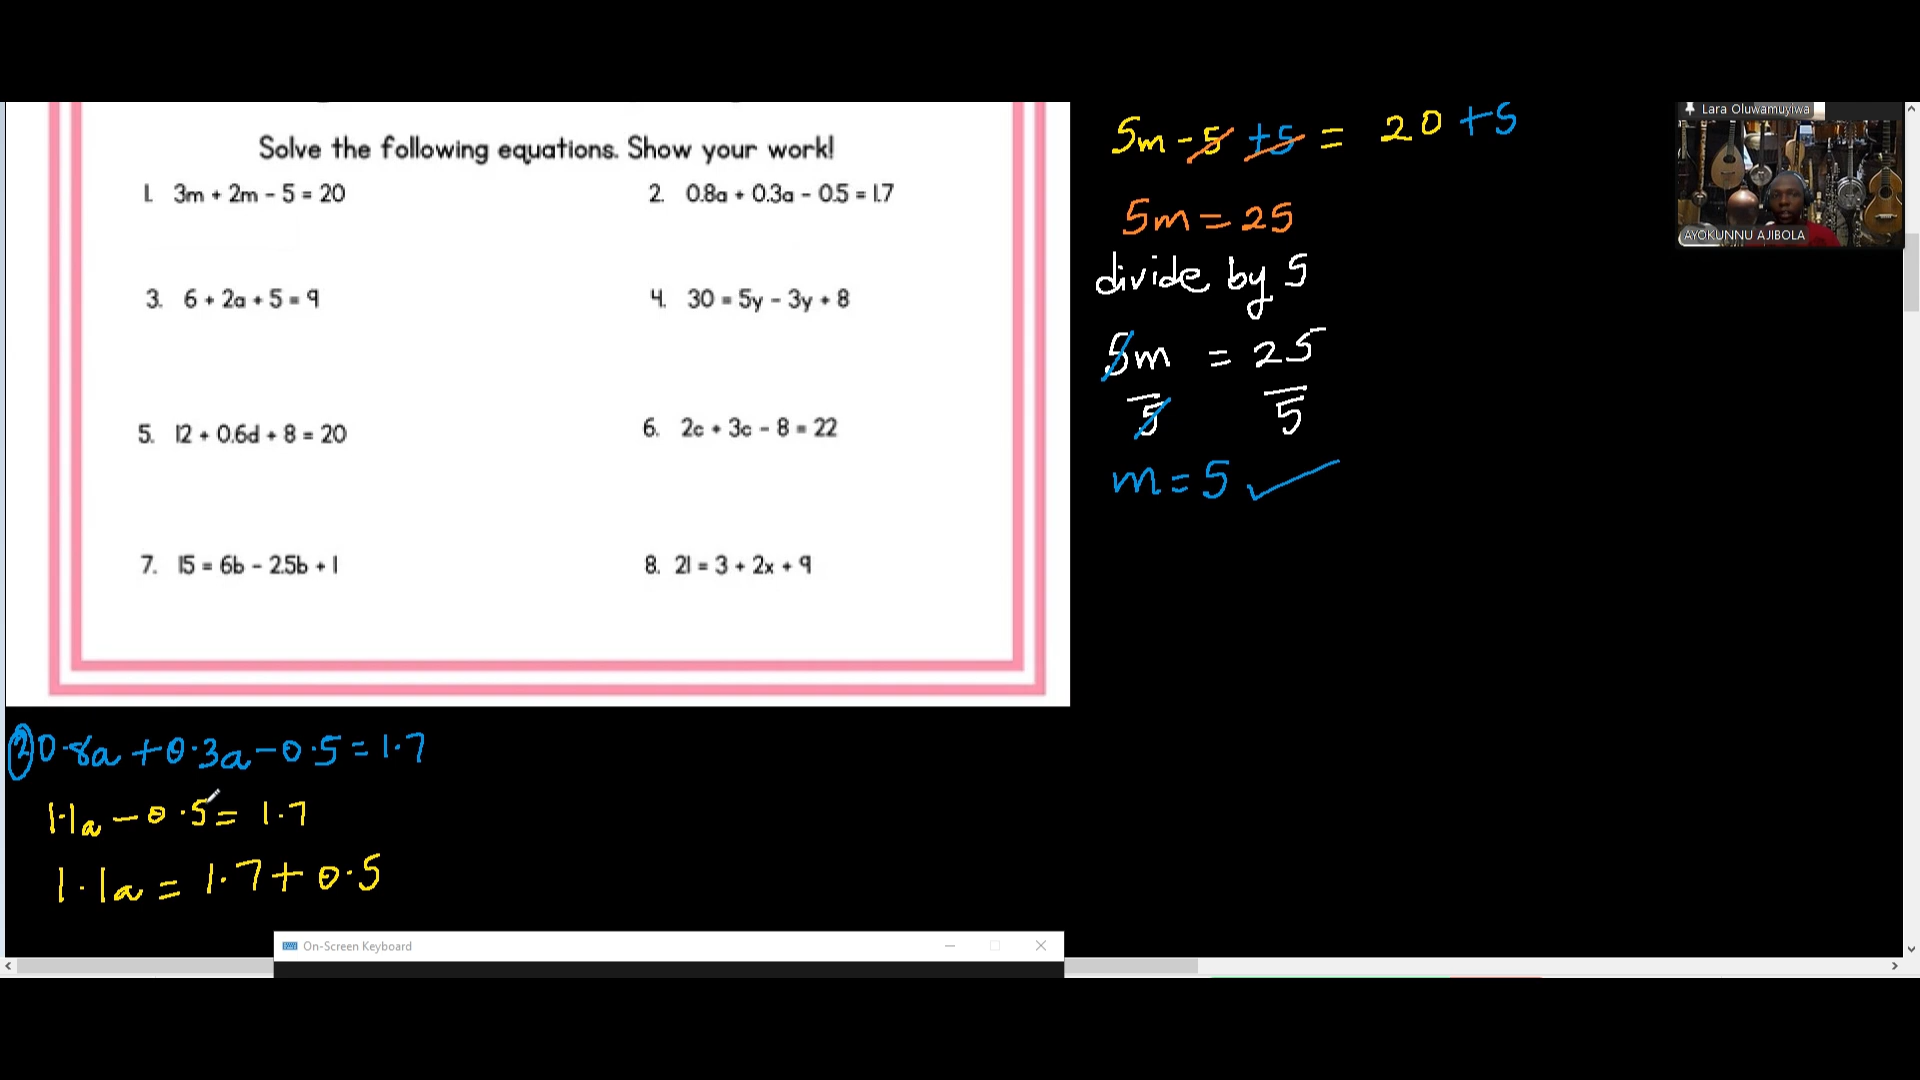 Solve the following equations. Show your work!
1. 3m + 2m - 5 = 20
2. 0.8a + 0.3a - 0.5 = 1.7
3. 6 + 2a + 5 = 9
4. 30 = 5y - 3y + 8
5. 12 + 0.6d + 8 = 20
6. 2c + 3c - 8 = 22
7. 15 = 6b - 2.5b + 1
8. 21 = 3 + 2x + 9
5m - 5 + 5 = 20 + 5
5m = 25
divide by 5
5m = 25
5 5
m = 5 ✓
Lara Oluwamuyiwa
AYOKUNNU AJIBOLA
② 0.8a + 0.3a - 0.5 = 1.7
1.1a - 0.5 = 1.7
1.1a = 1.7 + 0.5
On-Screen Keyboard